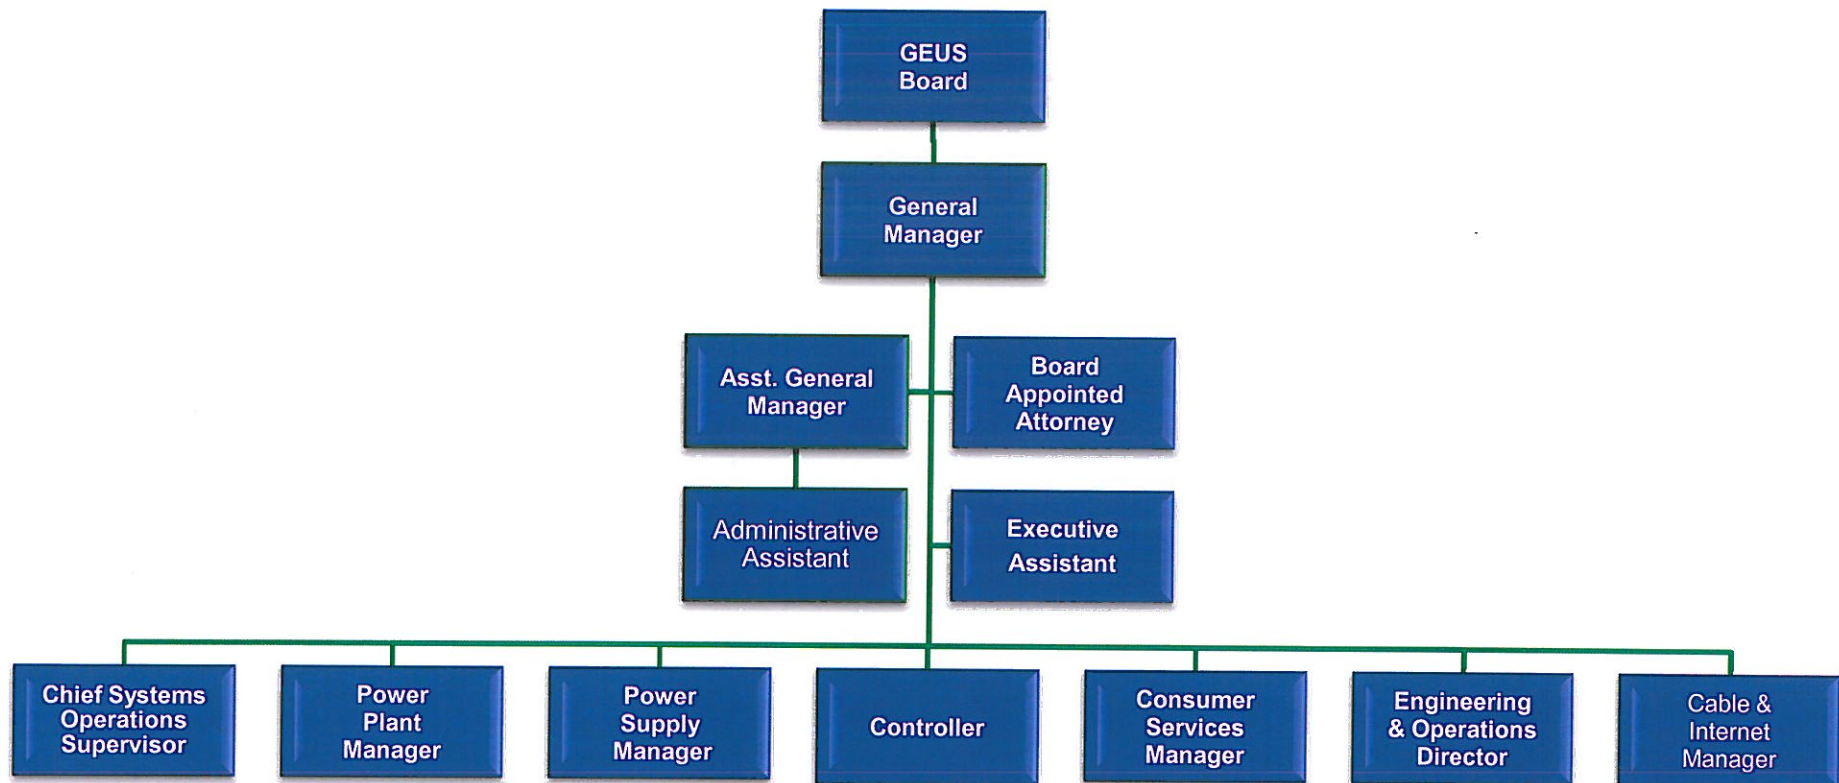 GEUS
Board
General
Manager
Asst. General
Manager
Board
Appointed
Attorney
Administrative
Assistant
Executive
Assistant
Chief Systems
Operations
Supervisor
Power
Plant
Manager
Power
Supply
Manager
Controller
Consumer
Services
Manager
Engineering
& Operations
Director
Cable &
Internet
Manager